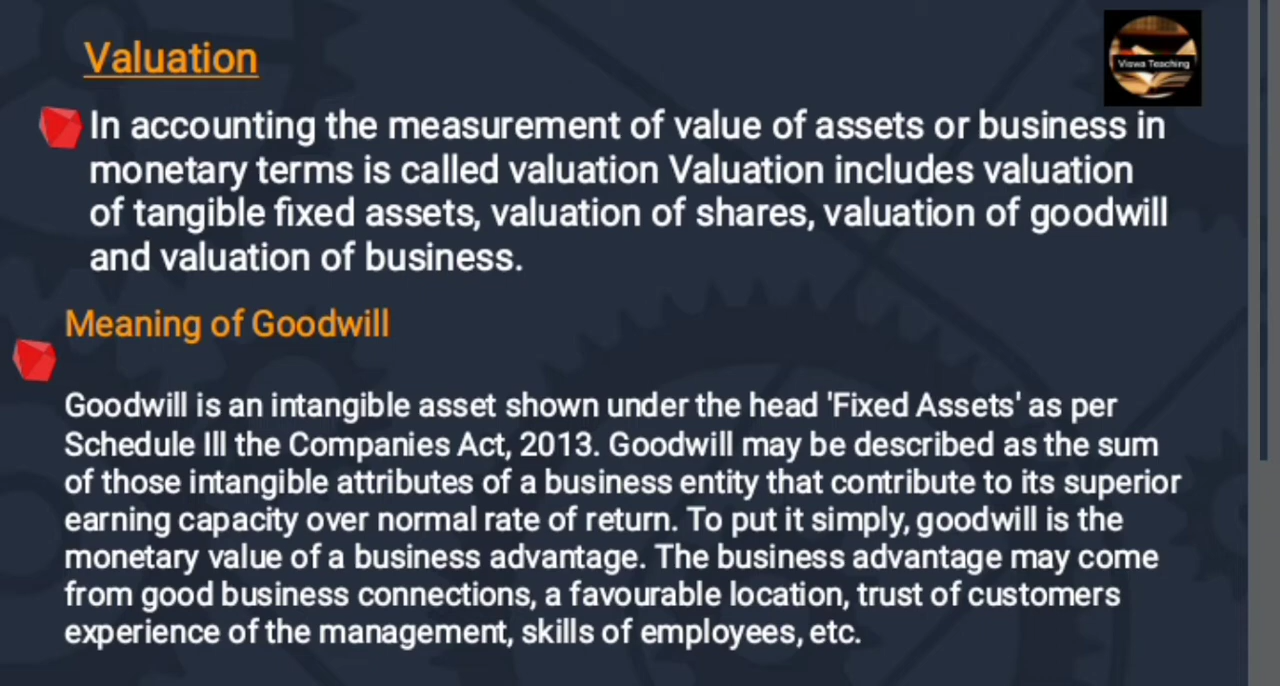 Valuation
Viswa Teaching
In accounting the measurement of value of assets or business in
monetary terms is called valuation Valuation includes valuation
of tangible fixed assets, valuation of shares, valuation of goodwill
and valuation of business.
Meaning of Goodwill
Goodwill is an intangible asset shown under the head 'Fixed Assets' as per
Schedule Ill the Companies Act, 2013. Goodwill may be described as the sum
of those intangible attributes of a business entity that contribute to its superior
earning capacity over normal rate of return. To put it simply, goodwill is the
monetary value of a business advantage. The business advantage may come
from good business connections, a favourable location, trust of customers
experience of the management, skills of employees, etc.